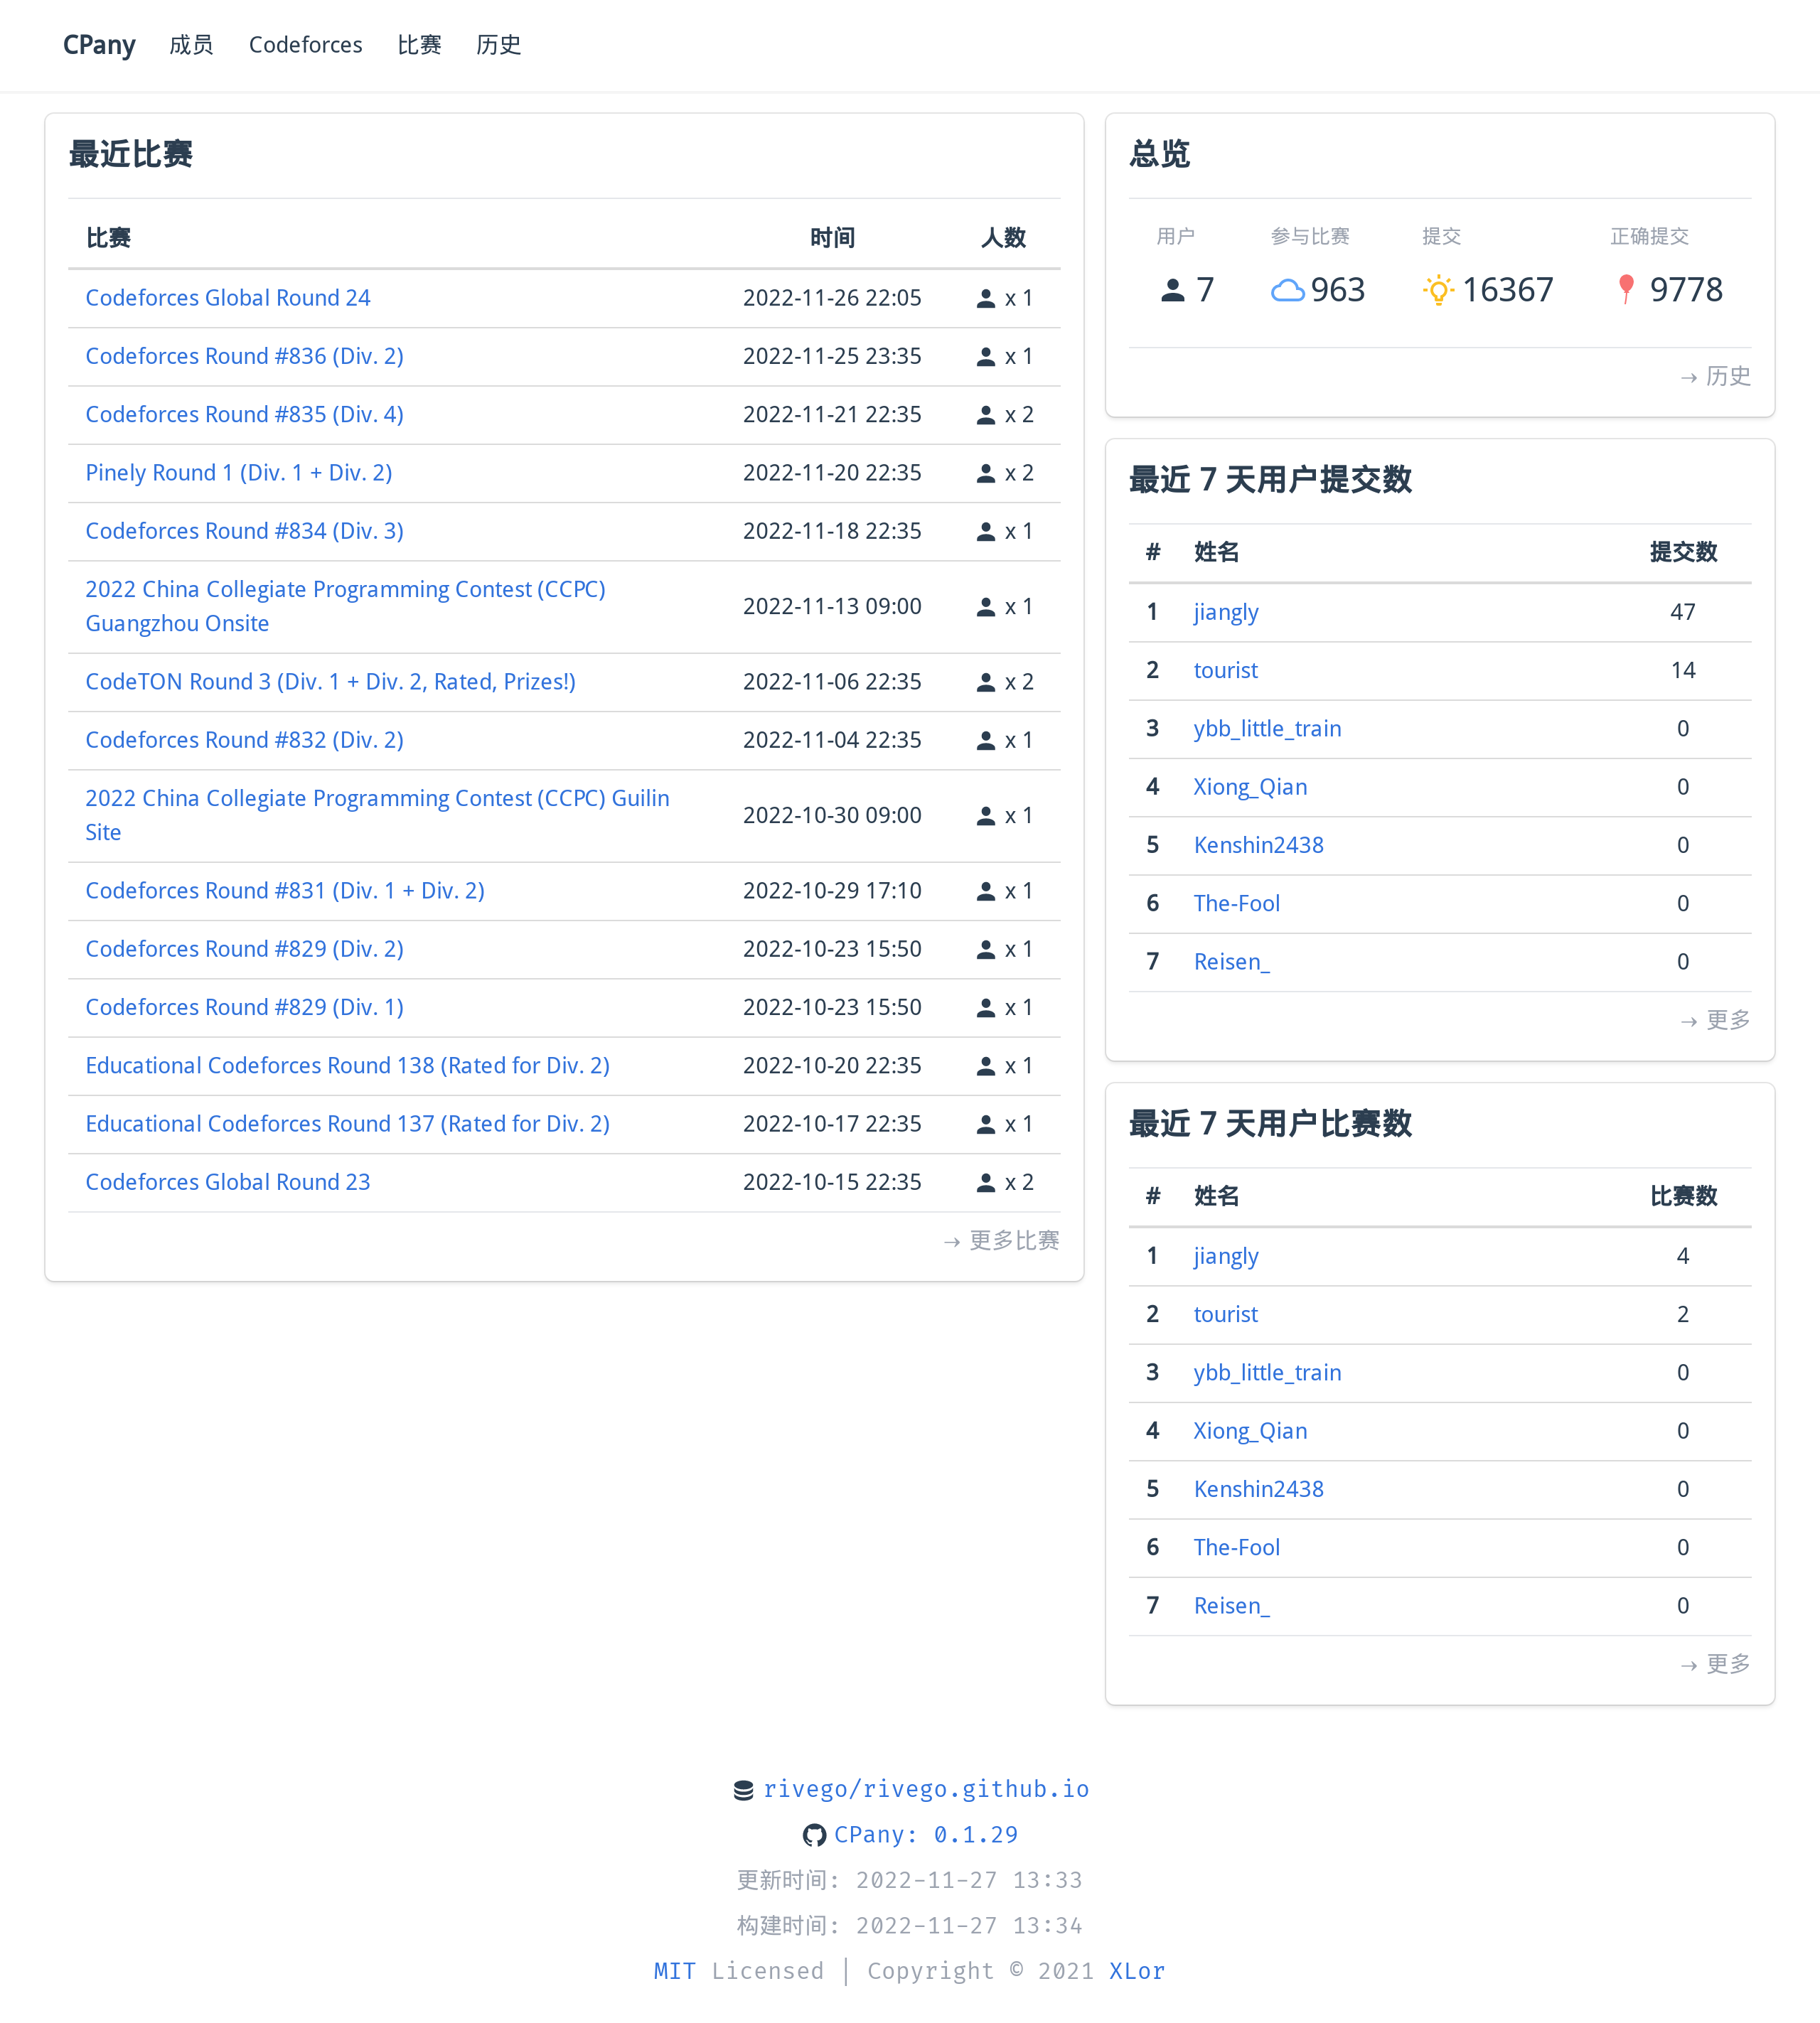 CPany 成员 Codeforces 比赛 历史
最近比赛
比赛 时间 人数
Codeforces Global Round 24 2022-11-26 22:05 x 1
Codeforces Round #836 (Div. 2) 2022-11-25 23:35 x 1
Codeforces Round #835 (Div. 4) 2022-11-21 22:35 x 2
Pinely Round 1 (Div. 1 + Div. 2) 2022-11-20 22:35 x 2
Codeforces Round #834 (Div. 3) 2022-11-18 22:35 x 1
2022 China Collegiate Programming Contest (CCPC)
Guangzhou Onsite 2022-11-13 09:00 x 1
CodeTON Round 3 (Div. 1 + Div. 2, Rated, Prizes!) 2022-11-06 22:35 x 2
Codeforces Round #832 (Div. 2) 2022-11-04 22:35 x 1
2022 China Collegiate Programming Contest (CCPC) Guilin
Site 2022-10-30 09:00 x 1
Codeforces Round #831 (Div. 1 + Div. 2) 2022-10-29 17:10 x 1
Codeforces Round #829 (Div. 2) 2022-10-23 15:50 x 1
Codeforces Round #829 (Div. 1) 2022-10-23 15:50 x 1
Educational Codeforces Round 138 (Rated for Div. 2) 2022-10-20 22:35 x 1
Educational Codeforces Round 137 (Rated for Div. 2) 2022-10-17 22:35 x 1
Codeforces Global Round 23 2022-10-15 22:35 x 2
→ 更多比赛
总览
用户 参与比赛 提交 正确提交
7 963 16367 9778
→ 历史
最近 7 天用户提交数
# 姓名 提交数
1 jiangly 47
2 tourist 14
3 ybb_little_train 0
4 Xiong_Qian 0
5 Kenshin2438 0
6 The-Fool 0
7 Reisen_ 0
→ 更多
最近 7 天用户比赛数
# 姓名 比赛数
1 jiangly 4
2 tourist 2
3 ybb_little_train 0
4 Xiong_Qian 0
5 Kenshin2438 0
6 The-Fool 0
7 Reisen_ 0
→ 更多
rivego/rivego.github.io
CPany: 0.1.29
更新时间: 2022-11-27 13:33
构建时间: 2022-11-27 13:34
MIT Licensed | Copyright © 2021 XLor